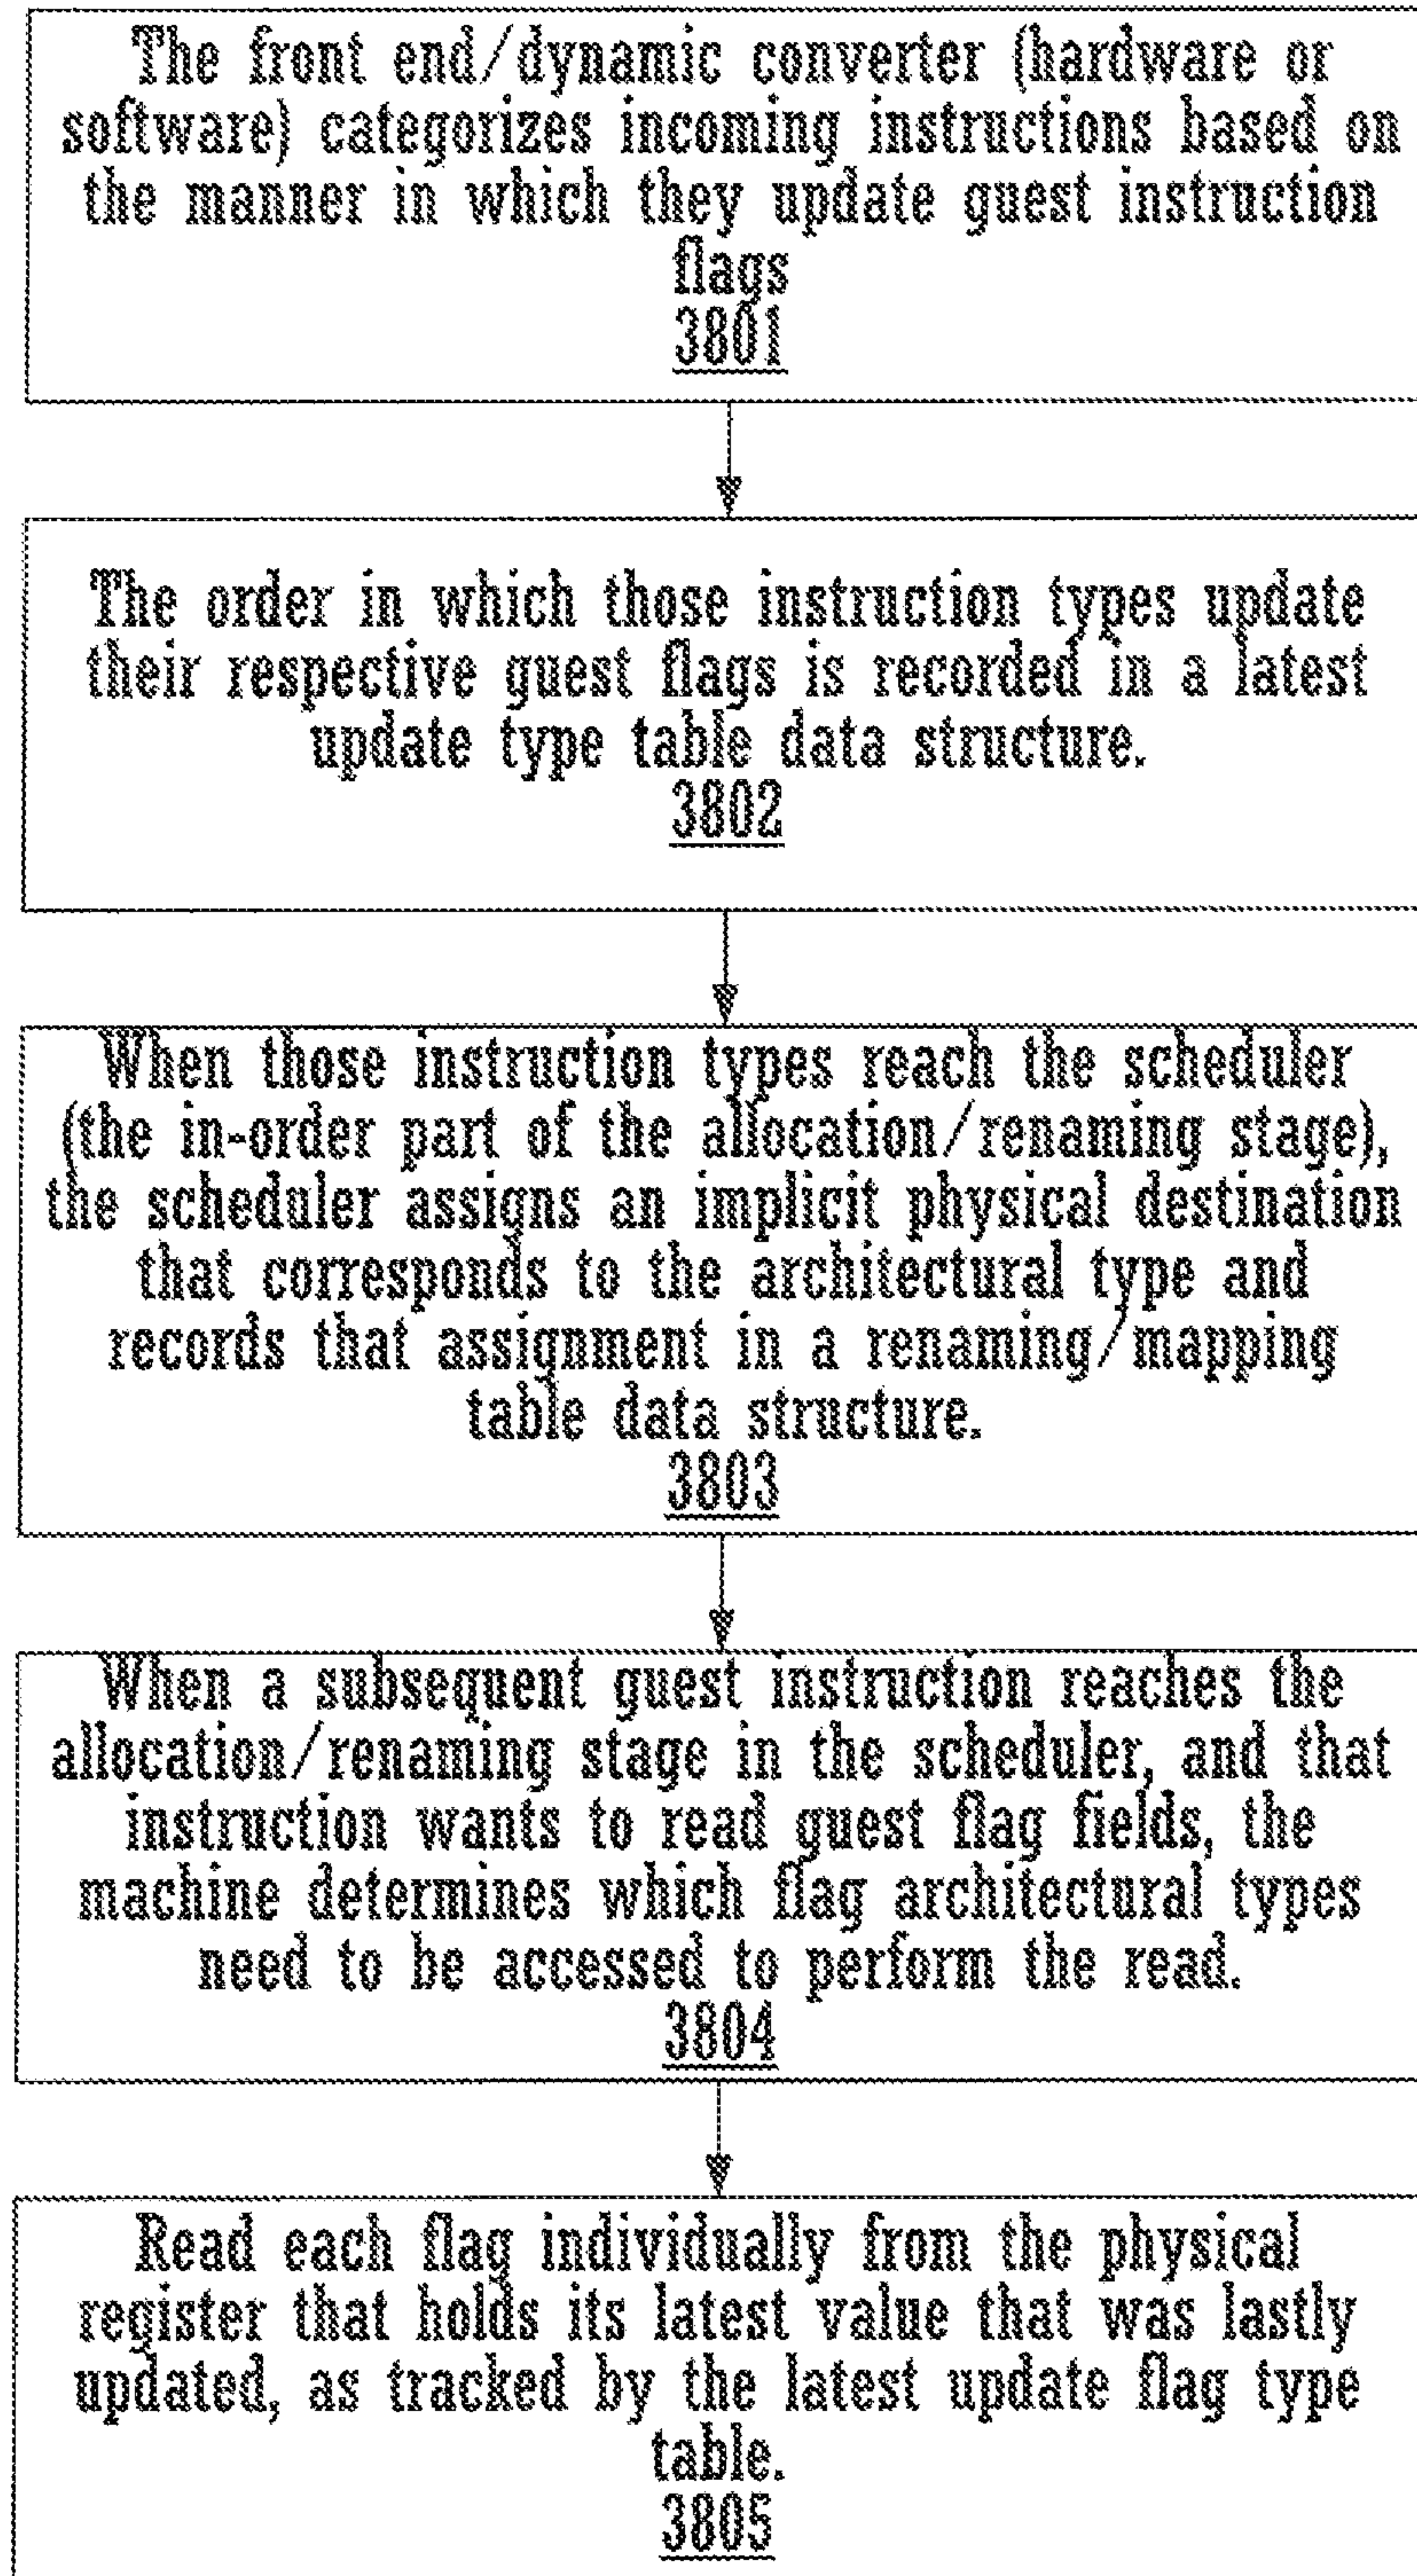 The front end/dynamic converter (hardware or
software) categorizes incoming instructions based on
the manner in which they update guest instruction
flags
3801
The order in which those instruction types update
their respective guest flags is recorded in a latest
update type table data structure.
3802
When those instruction types reach the scheduler
(the in-order part of the allocation/renaming stage),
the scheduler assigns an implicit physical destination
that corresponds to the architectural type and
records that assignment in a renaming/mapping
table data structure.
3803
When a subsequent guest instruction reaches the
allocation/renaming stage in the scheduler, and that
instruction wants to read guest flag fields, the
machine determines which flag architectural types
need to be accessed to perform the read.
3804
Read each flag individually from the physical
register that holds its latest value that was lastly
updated, as tracked by the latest update flag type
table.
3805